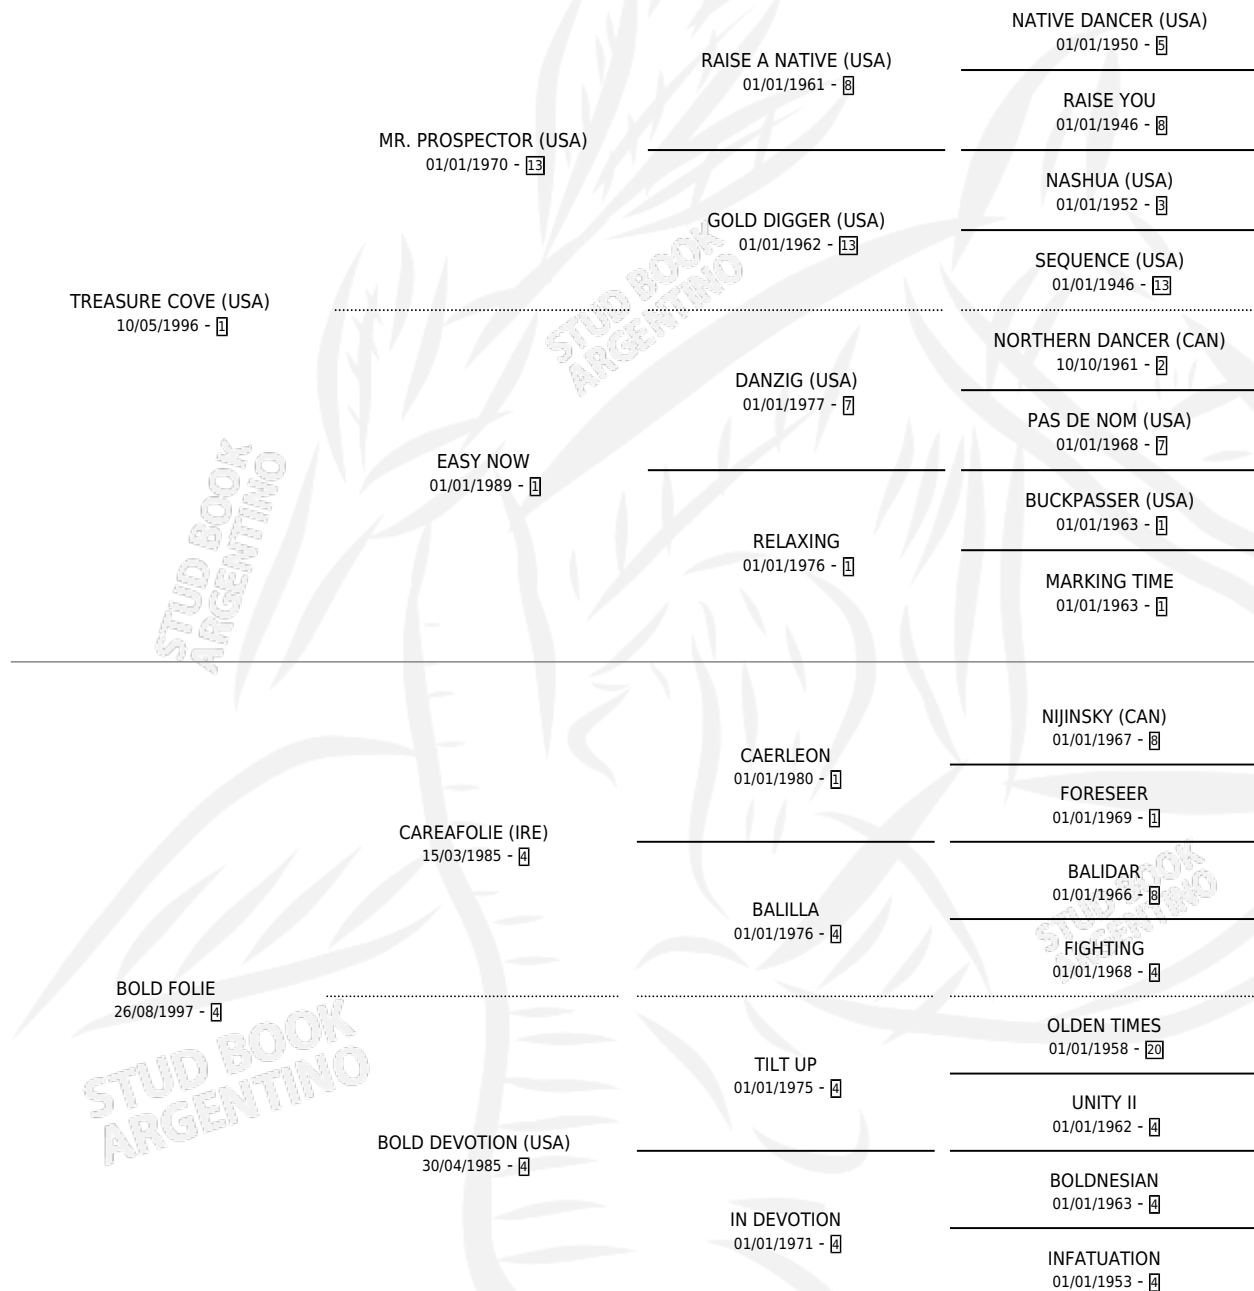 TREASURE COVE (USA)
10/05/1996 - 1
MR. PROSPECTOR (USA)
01/01/1970 - 13
EASY NOW
01/01/1989 - 1
RAISE A NATIVE (USA)
01/01/1961 - 8
GOLD DIGGER (USA)
01/01/1962 - 13
DANZIG (USA)
01/01/1977 - 7
RELAXING
01/01/1976 - 1
NATIVE DANCER (USA)
01/01/1950 - 5
RAISE YOU
01/01/1946 - 8
NASHUA (USA)
01/01/1952 - 3
SEQUENCE (USA)
01/01/1946 - 13
NORTHERN DANCER (CAN)
10/10/1961 - 2
PAS DE NOM (USA)
01/01/1968 - 7
BUCKPASSER (USA)
01/01/1963 - 1
MARKING TIME
01/01/1963 - 1
BOLD FOLIE
26/08/1997 - 4
CAREAFOLIE (IRE)
15/03/1985 - 4
BOLD DEVOTION (USA)
30/04/1985 - 4
CAERLEON
01/01/1980 - 1
BALILLA
01/01/1976 - 4
TILT UP
01/01/1975 - 4
IN DEVOTION
01/01/1971 - 4
NIJINSKY (CAN)
01/01/1967 - 8
FORESEER
01/01/1969 - 1
BALIDAR
01/01/1966 - 8
FIGHTING
01/01/1968 - 4
OLDEN TIMES
01/01/1958 - 20
UNITY II
01/01/1962 - 4
BOLDNESIAN
01/01/1963 - 4
INFATUATION
01/01/1953 - 4
STUD BOOK
ARGENTINO
STUD BOOK
ARGENTINO
STUD BOOK
ARGENTINO
STUD BOOK
ARGENTINO